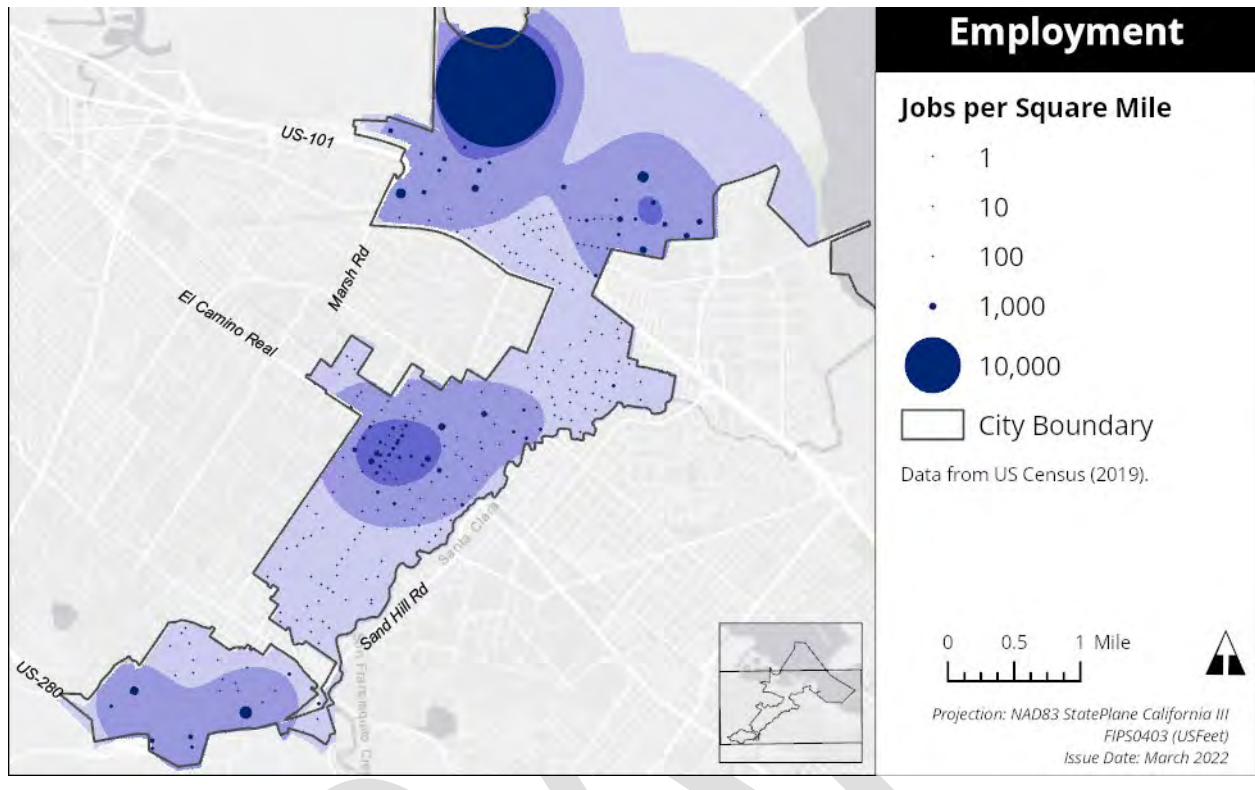 Employment
Jobs per Square Mile
1
10
100
1,000
10,000
City Boundary
Data from US Census (2019).
0 0.5 1 Mile
Projection: NAD83 StatePlane California III
FIPS0403 (USFeet)
Issue Date: March 2022
US-101
Marsh Rd
El Camino Real
Santa Clara
Sand Hill Rd
US-280